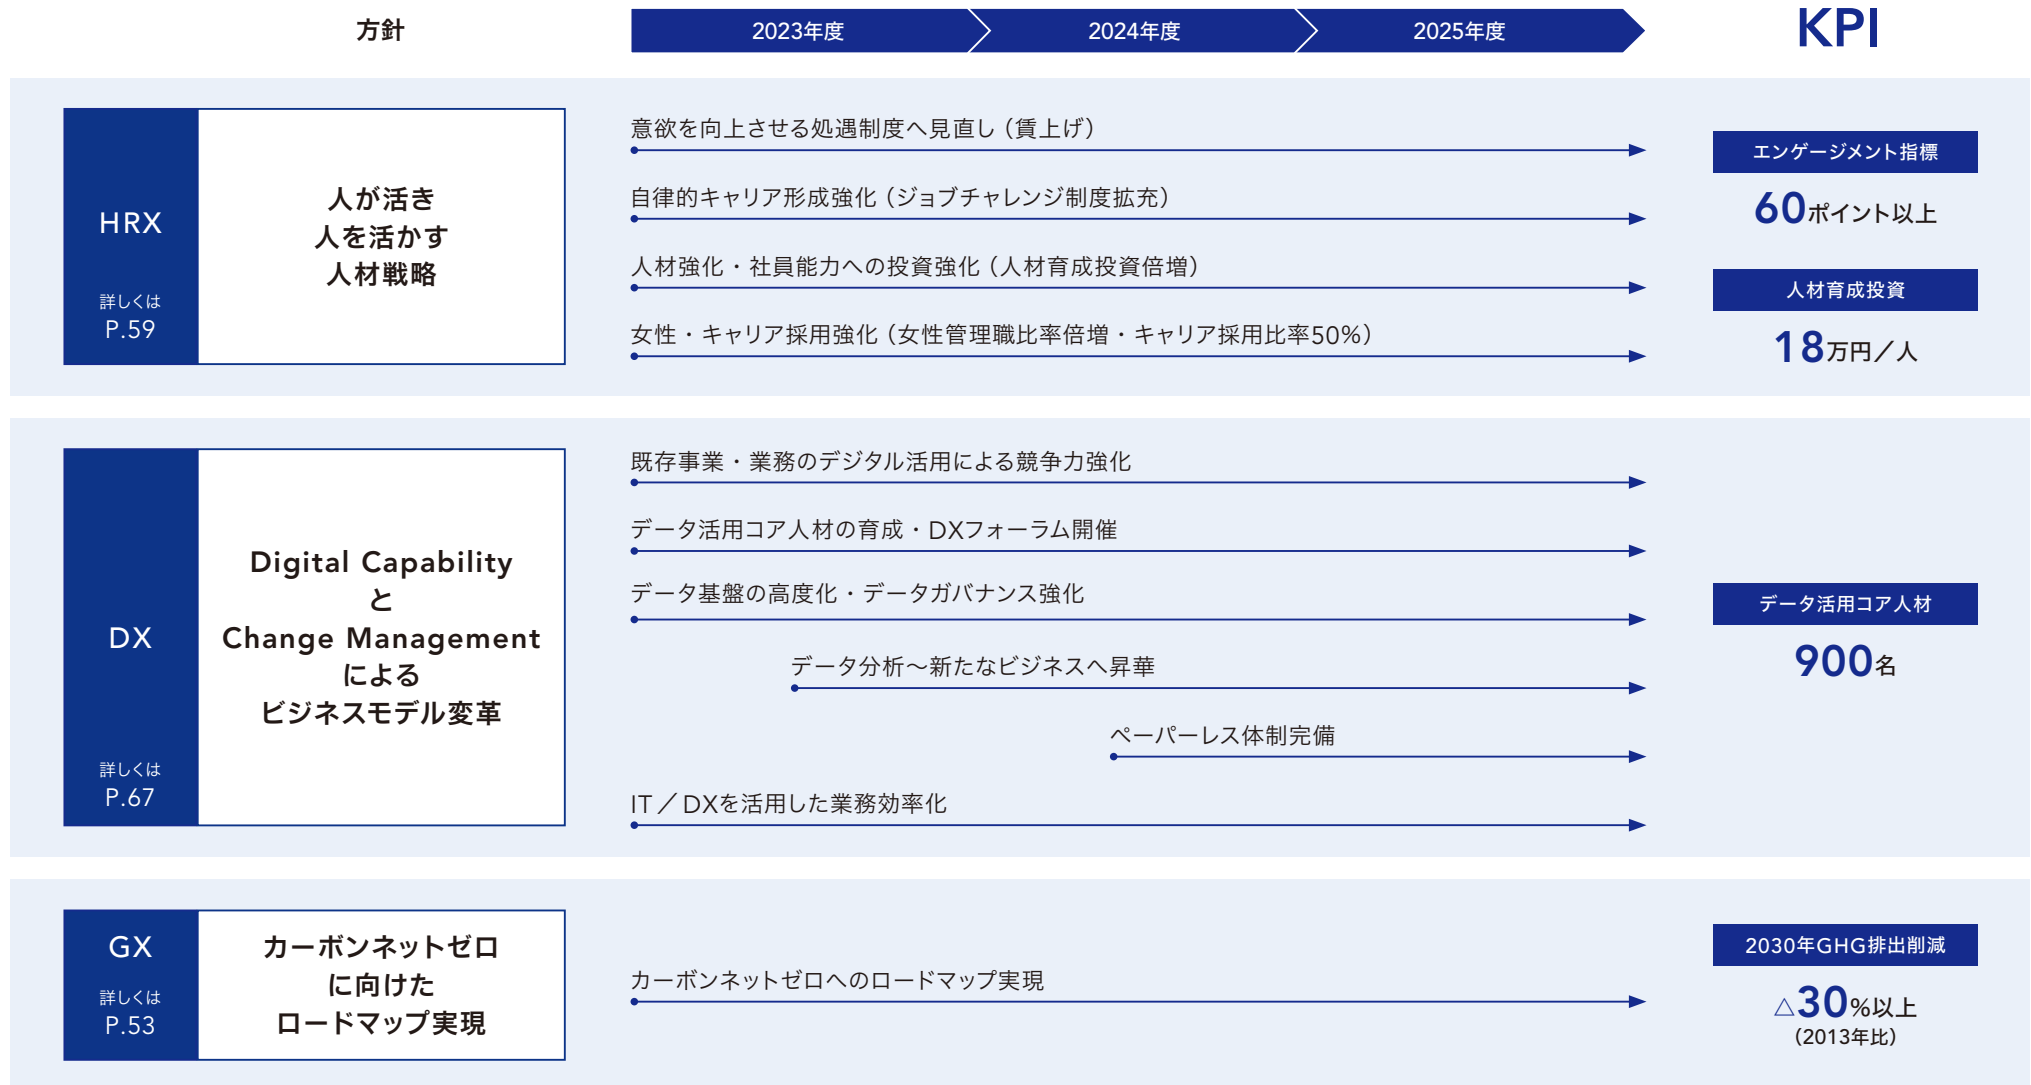 方針
2023年度
2024年度
2025年度
KPI
HRX
詳しくは
P.59
人が活き
人を活かす
人材戦略
意欲を向上させる処遇制度へ見直し（賃上げ）
自律的キャリア形成強化（ジョブチャレンジ制度拡充）
人材強化・社員能力への投資強化（人材育成投資倍増）
女性・キャリア採用強化（女性管理職比率倍増・キャリア採用比率50%）
エンゲージメント指標
60ポイント以上
人材育成投資
18万円／人
DX
詳しくは
P.67
Digital Capability
と
Change Management
による
ビジネスモデル変革
既存事業・業務のデジタル活用による競争力強化
データ活用コア人材の育成・DXフォーラム開催
データ基盤の高度化・データガバナンス強化
データ分析～新たなビジネスへ昇華
ペーパーレス体制完備
IT／DXを活用した業務効率化
データ活用コア人材
900名
GX
詳しくは
P.53
カーボンネットゼロ
に向けた
ロードマップ実現
カーボンネットゼロへのロードマップ実現
2030年GHG排出削減
△30%以上
（2013年比）